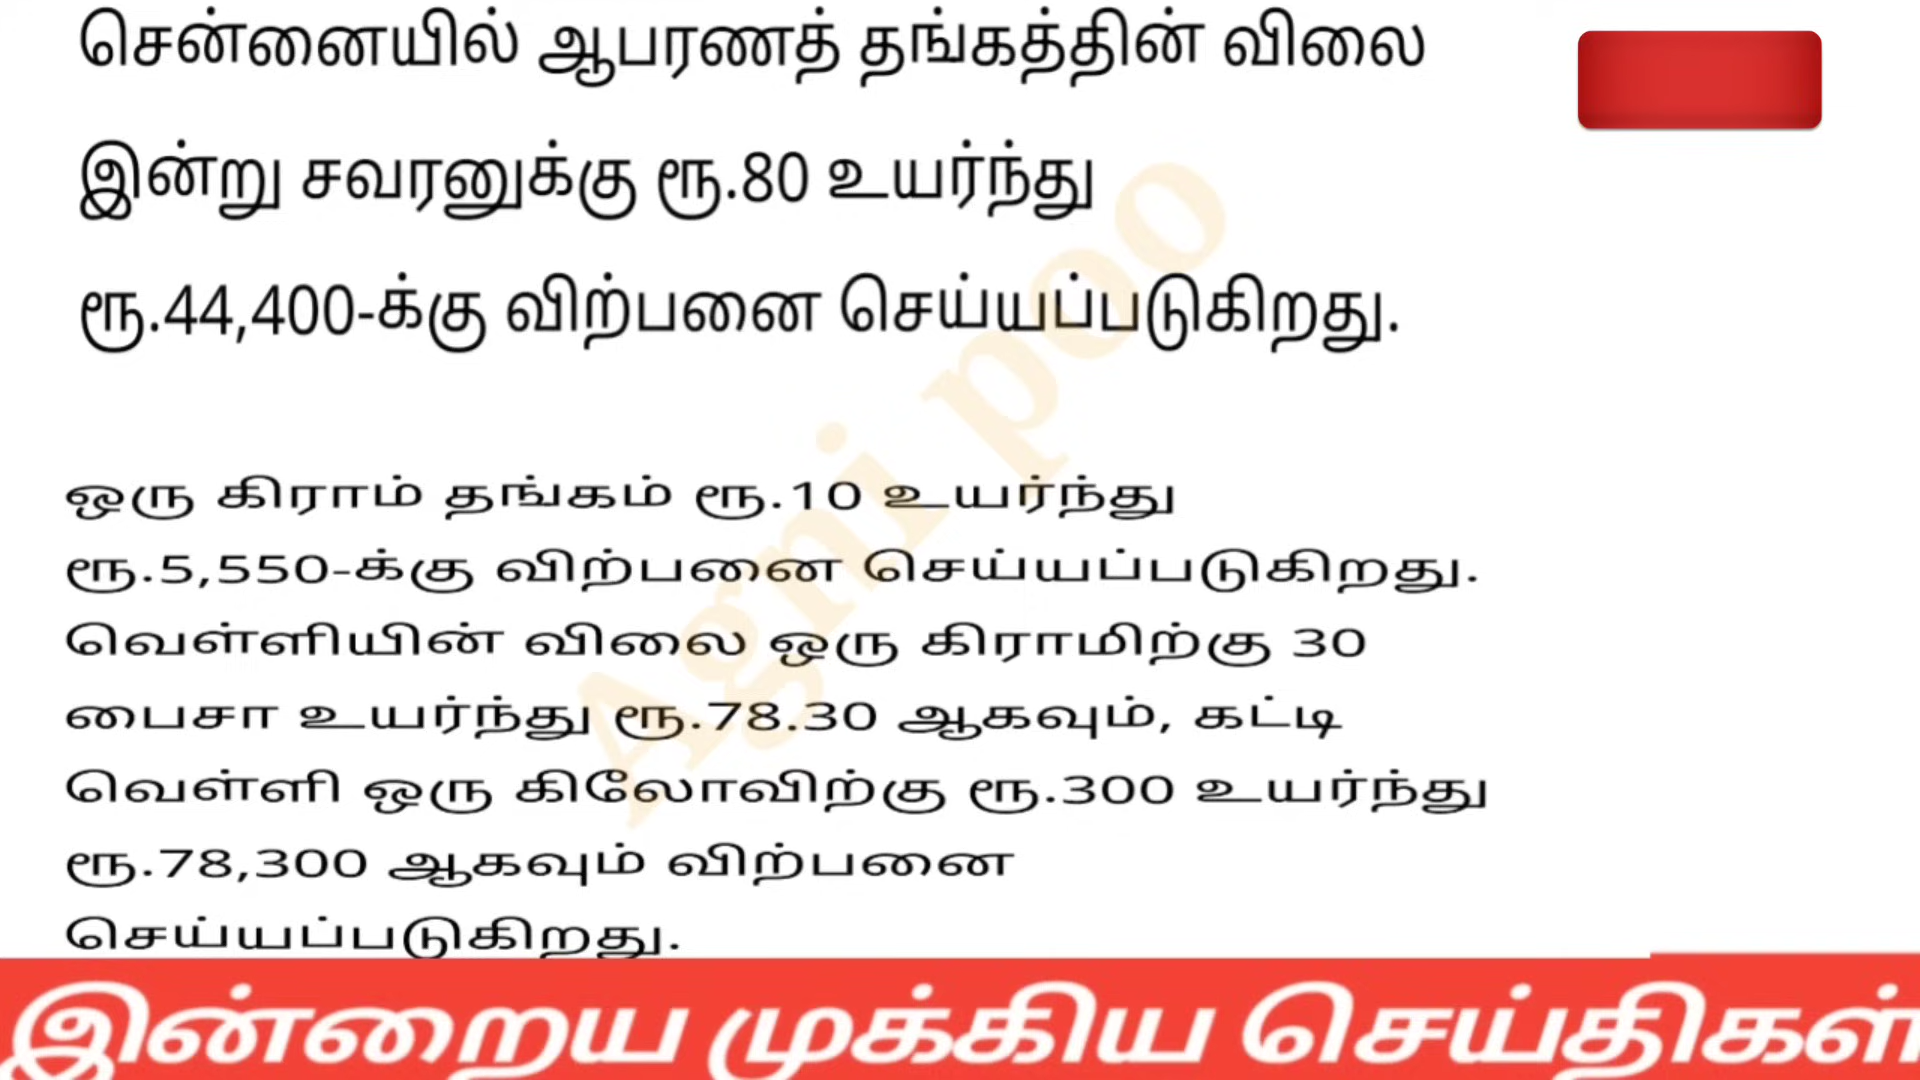 சென்னையில் ஆபரணத் தங்கத்தின் விலை
இன்று சவரனுக்கு ரூ.80 உயர்ந்து
ரூ.44,400-க்கு விற்பனை செய்யப்படுகிறது.
ஒரு கிராம் தங்கம் ரூ.10 உயர்ந்து
ரூ.5,550-க்கு விற்பனை செய்யப்படுகிறது.
வெள்ளியின் விலை ஒரு கிராமிற்கு 30
பைசா உயர்ந்து ரூ.78.30 ஆகவும், கட்டி
வெள்ளி ஒரு கிலோவிற்கு ரூ.300 உயர்ந்து
ரூ.78,300 ஆகவும் விற்பனை
செய்யப்படுகிறது.
Agni poo
இன்றைய முக்கிய செய்திகள்